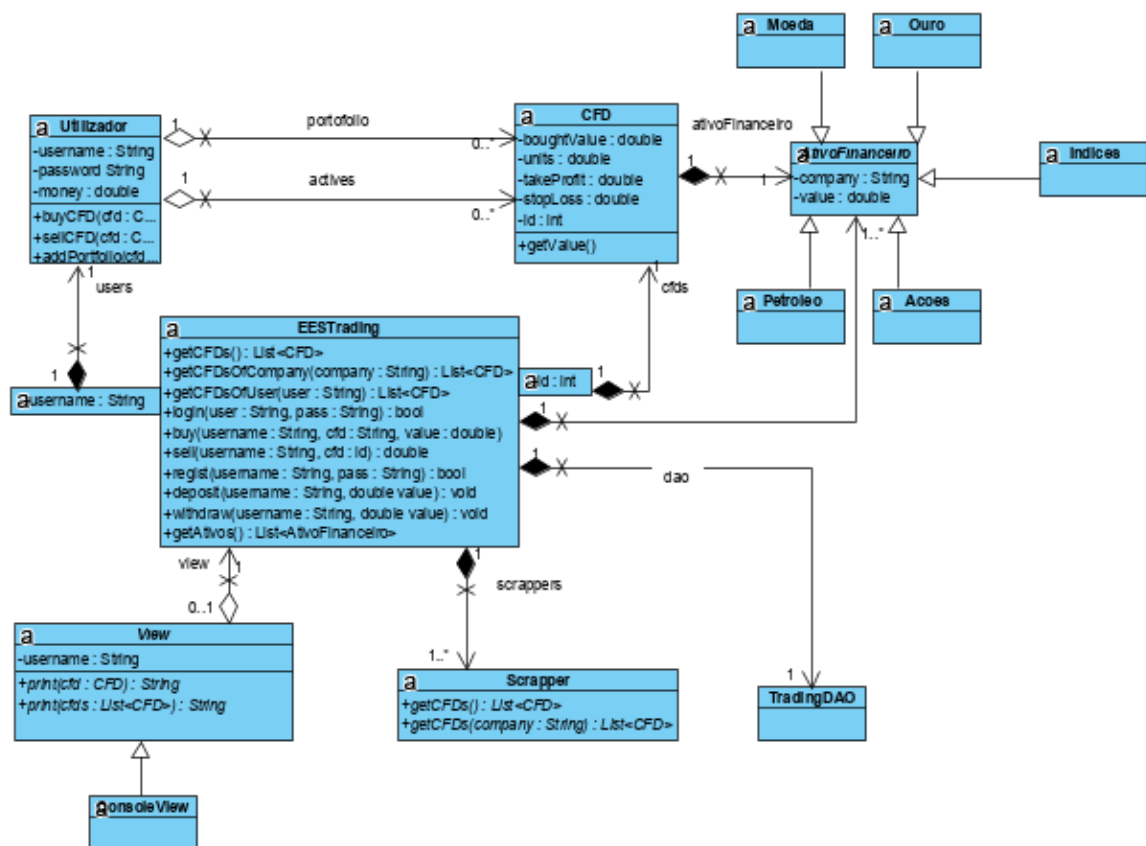 Moeda
Ouro
Utilizador
-username : String
-password String
-money : double
+buyCFD(cfd : C...
+sellCFD(cfd : C...
+addPortfolio(cfd...
1
portofolio
0..*
1
actives
0..*
CFD
-boughtValue : double
-units : double
-takeProfit : double
-stopLoss : double
-id : int
+getValue()
ativoFinanceiro
1
1
AtivoFinanceiro
-company : String
-value : double
Indices
1..*
Petroleo
Acoes
1
users
1
username : String
EESTrading
+getCFDs() : List<CFD>
+getCFDsOfCompany(company : String) : List<CFD>
+getCFDsOfUser(user : String) : List<CFD>
+login(user : String, pass : String) : bool
+buy(username : String, cfd : String, value : double)
+sell(username : String, cfd : id) : double
+regist(username : String, pass : String) : bool
+deposit(username : String, double value) : void
+withdraw(username : String, double value) : void
+getAtivos() : List<AtivoFinanceiro>
id : int
1
cfds
1
1
1
dao
1
view
1
0..1
1
scrappers
1..*
View
-username : String
+print(cfd : CFD) : String
+print(cfds : List<CFD>) : String
Scrapper
+getCFDs() : List<CFD>
+getCFDs(company : String) : List<CFD>
TradingDAO
ConsoleView